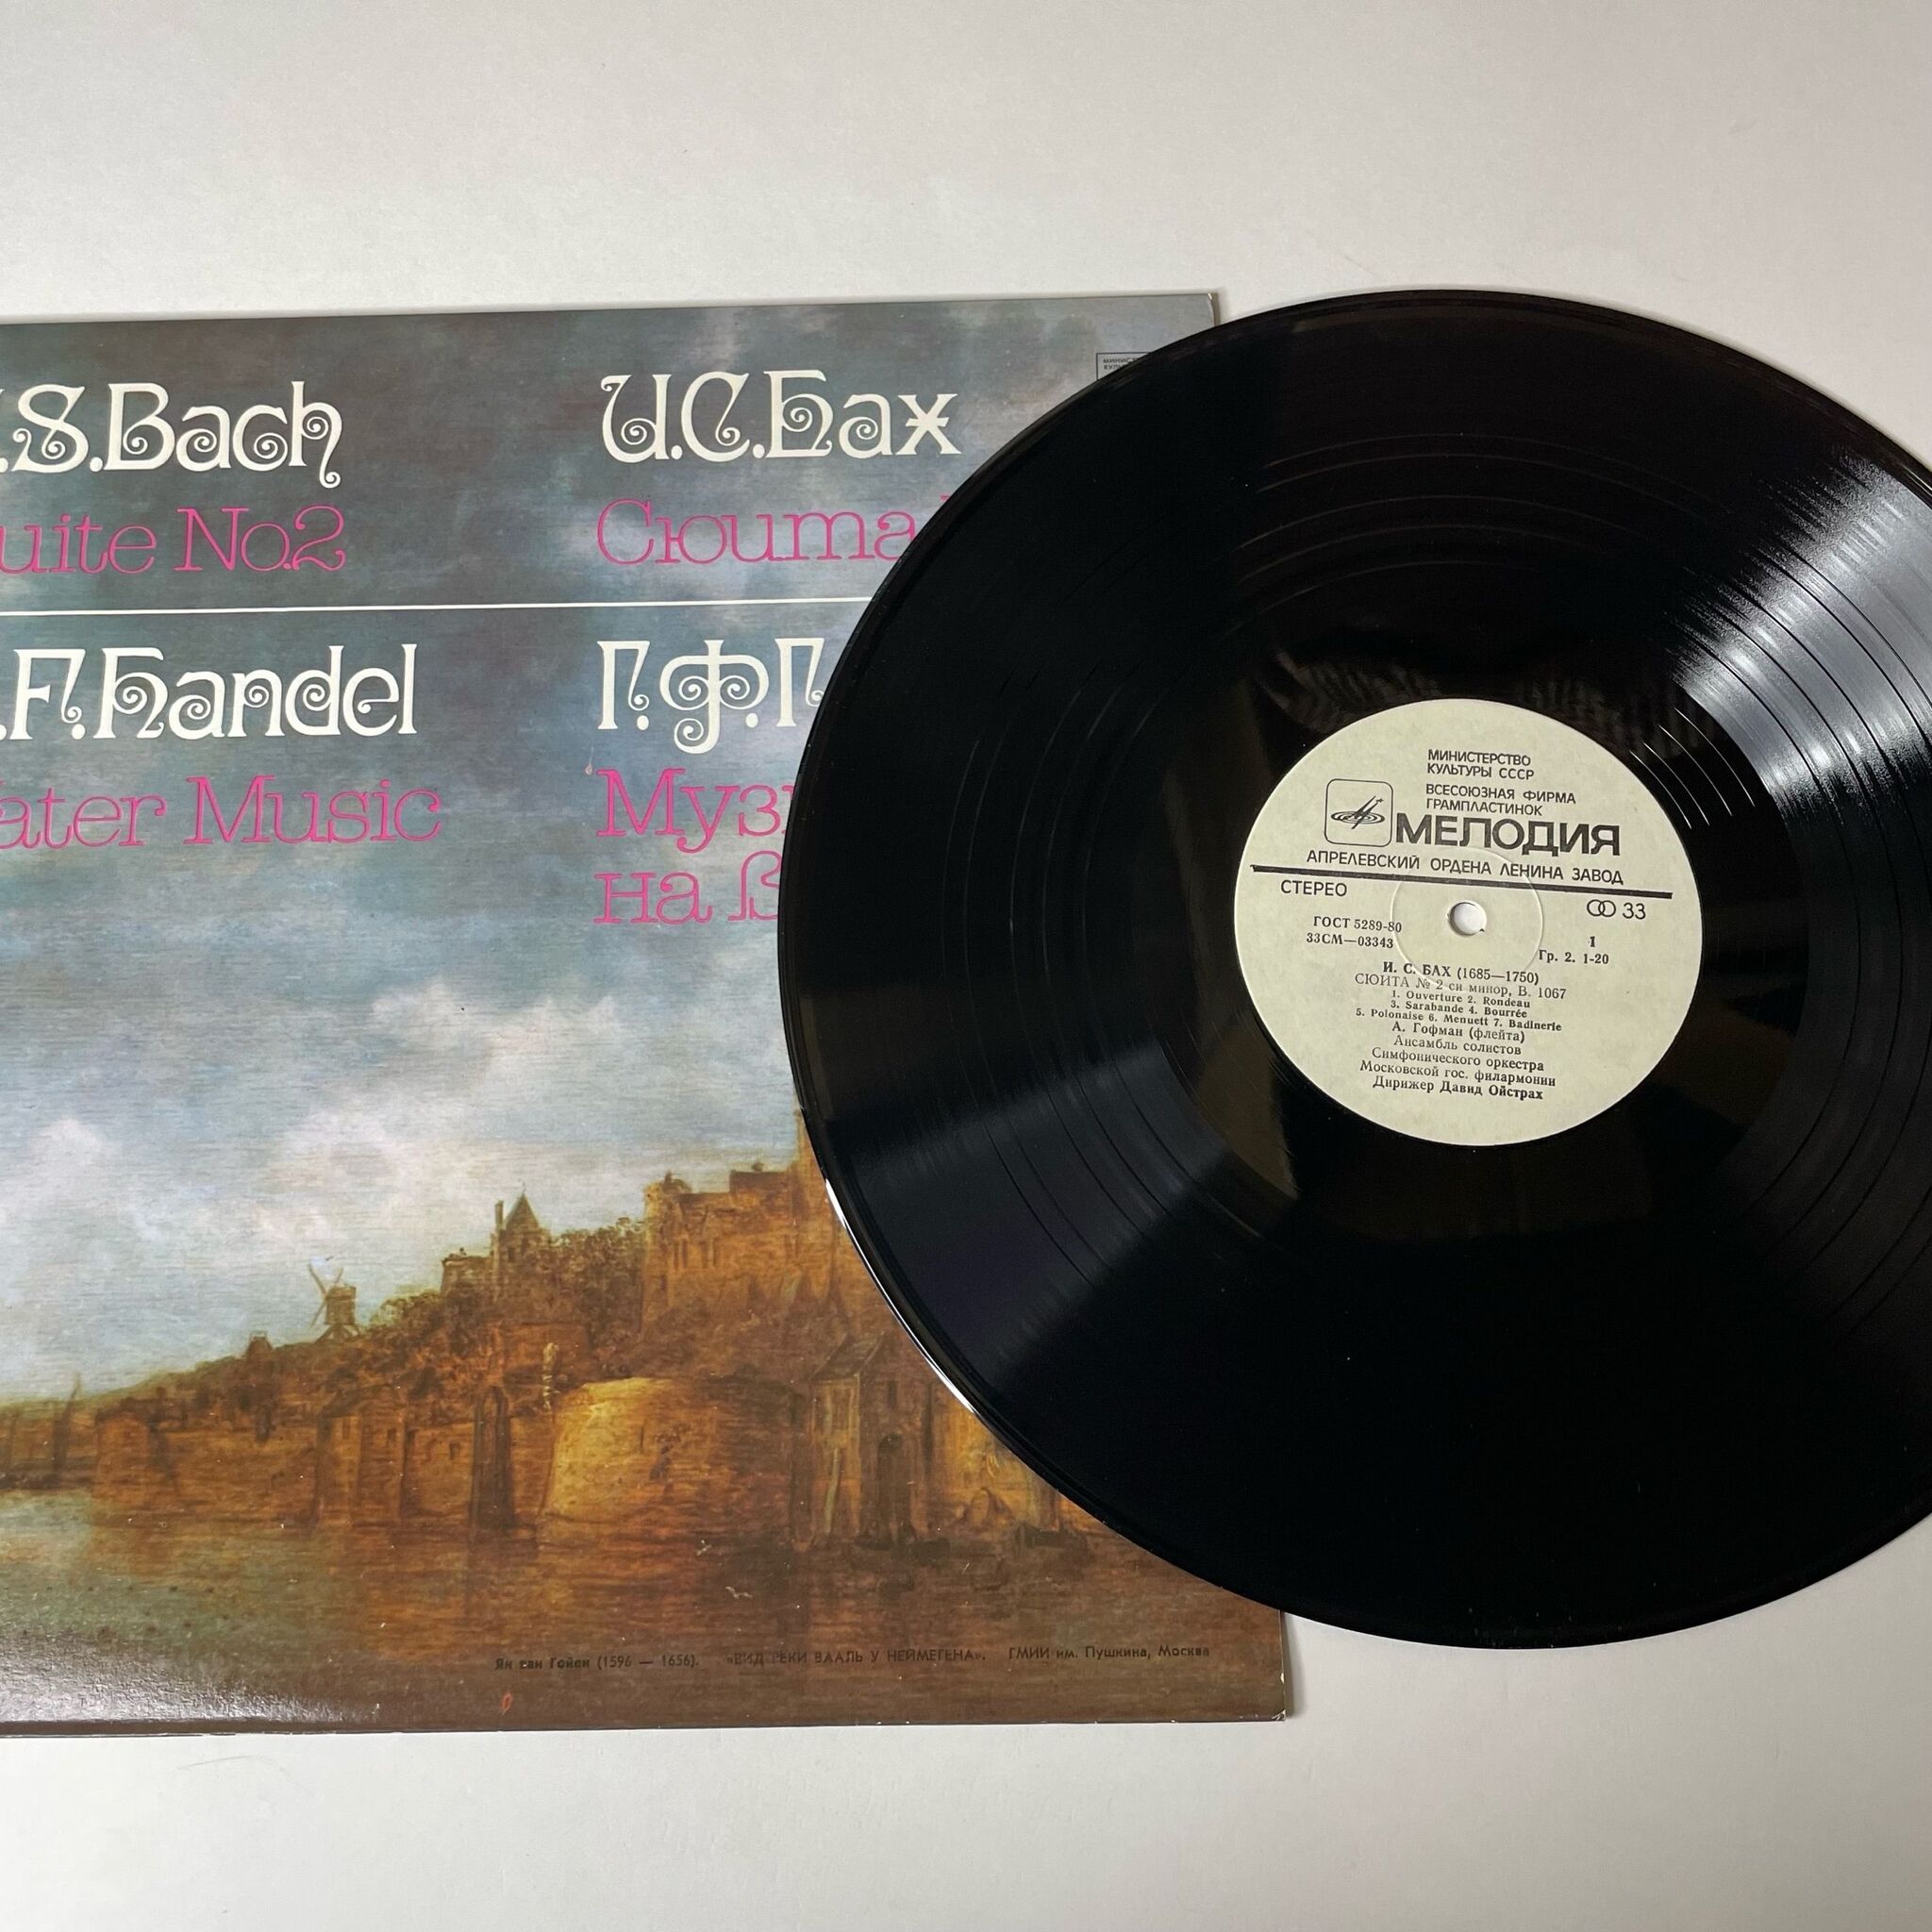 .S.Bach
uite No.2
.F.Handel
ater Music
И.С.Бах
Сюита
Г.Ф.Г
Муз
на В
Ян ван Гойен (1596 — 1656). «ВИД РЕКИ ВААЛЬ У НЕЙМЕГЕНА». ГМИИ им. Пушкина, Москва
МИНИСТЕРСТВО
КУЛЬТУРЫ СССР
ВСЕСОЮЗНАЯ ФИРМА
ГРАМПЛАСТИНОК
МЕЛОДИЯ
АПРЕЛЕВСКИЙ ОРДЕНА ЛЕНИНА ЗАВОД
СТЕРЕО
33
ГОСТ 5289-80
33СМ—03343
1
Гр. 2. 1-20
И. С. БАХ (1685—1750)
СЮИТА № 2 си минор, В. 1067
1. Ouverture 2. Rondeau
3. Sarabande 4. Bourrée
5. Polonaise 6. Menuett 7. Badinerie
А. Гофман (флейта)
Ансамбль солистов
Симфонического оркестра
Московской гос. филармонии
Дирижер Давид Ойстрах